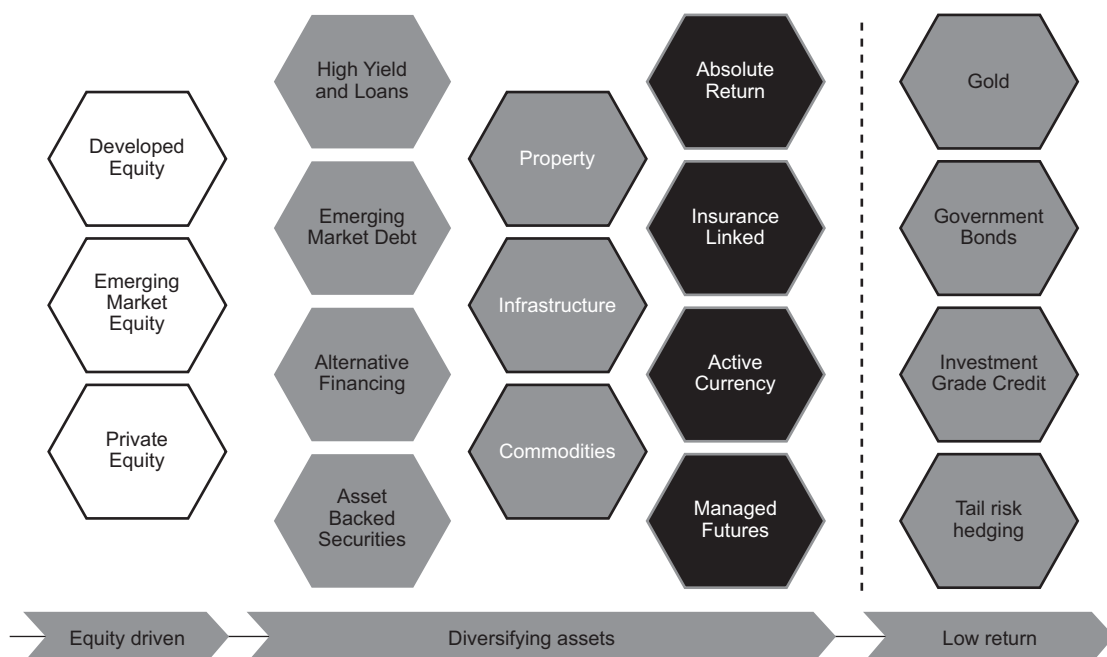 Developed
Equity
Emerging
Market
Equity
Private
Equity
High Yield
and Loans
Emerging
Market Debt
Alternative
Financing
Asset
Backed
Securities
Property
Infrastructure
Commodities
Absolute
Return
Insurance
Linked
Active
Currency
Managed
Futures
Gold
Government
Bonds
Investment
Grade Credit
Tail risk
hedging
Equity driven
Diversifying assets
Low return